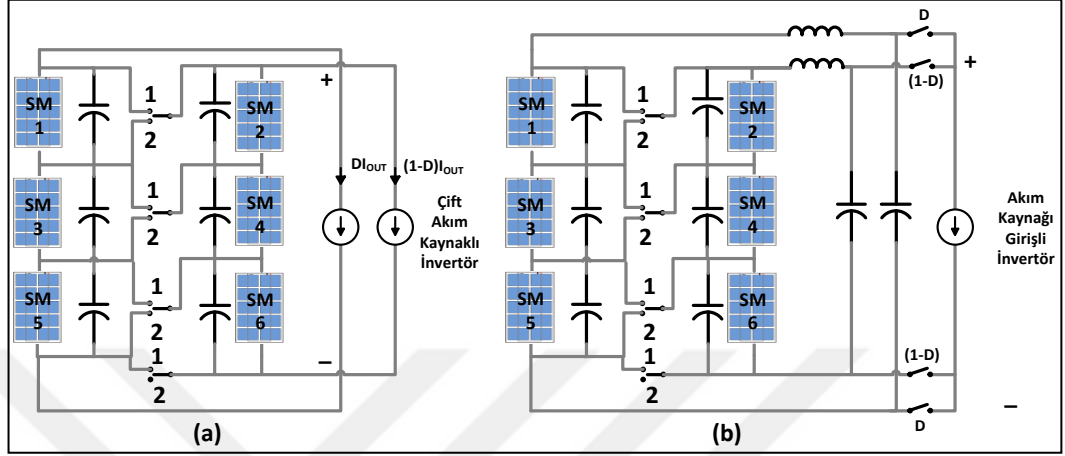 SM
1
SM
3
SM
5
1
2
1
2
1
2
1
2
SM
2
SM
4
SM
6
+
DI_OUT
(1-D)I_OUT
Çift
Akım
Kaynaklı
İnvertör
–
(a)
SM
1
SM
3
SM
5
1
2
1
2
1
2
1
2
SM
2
SM
4
SM
6
D
(1-D)
+
Akım
Kaynağı
Girişli
İnvertör
(1-D)
D
–
(b)